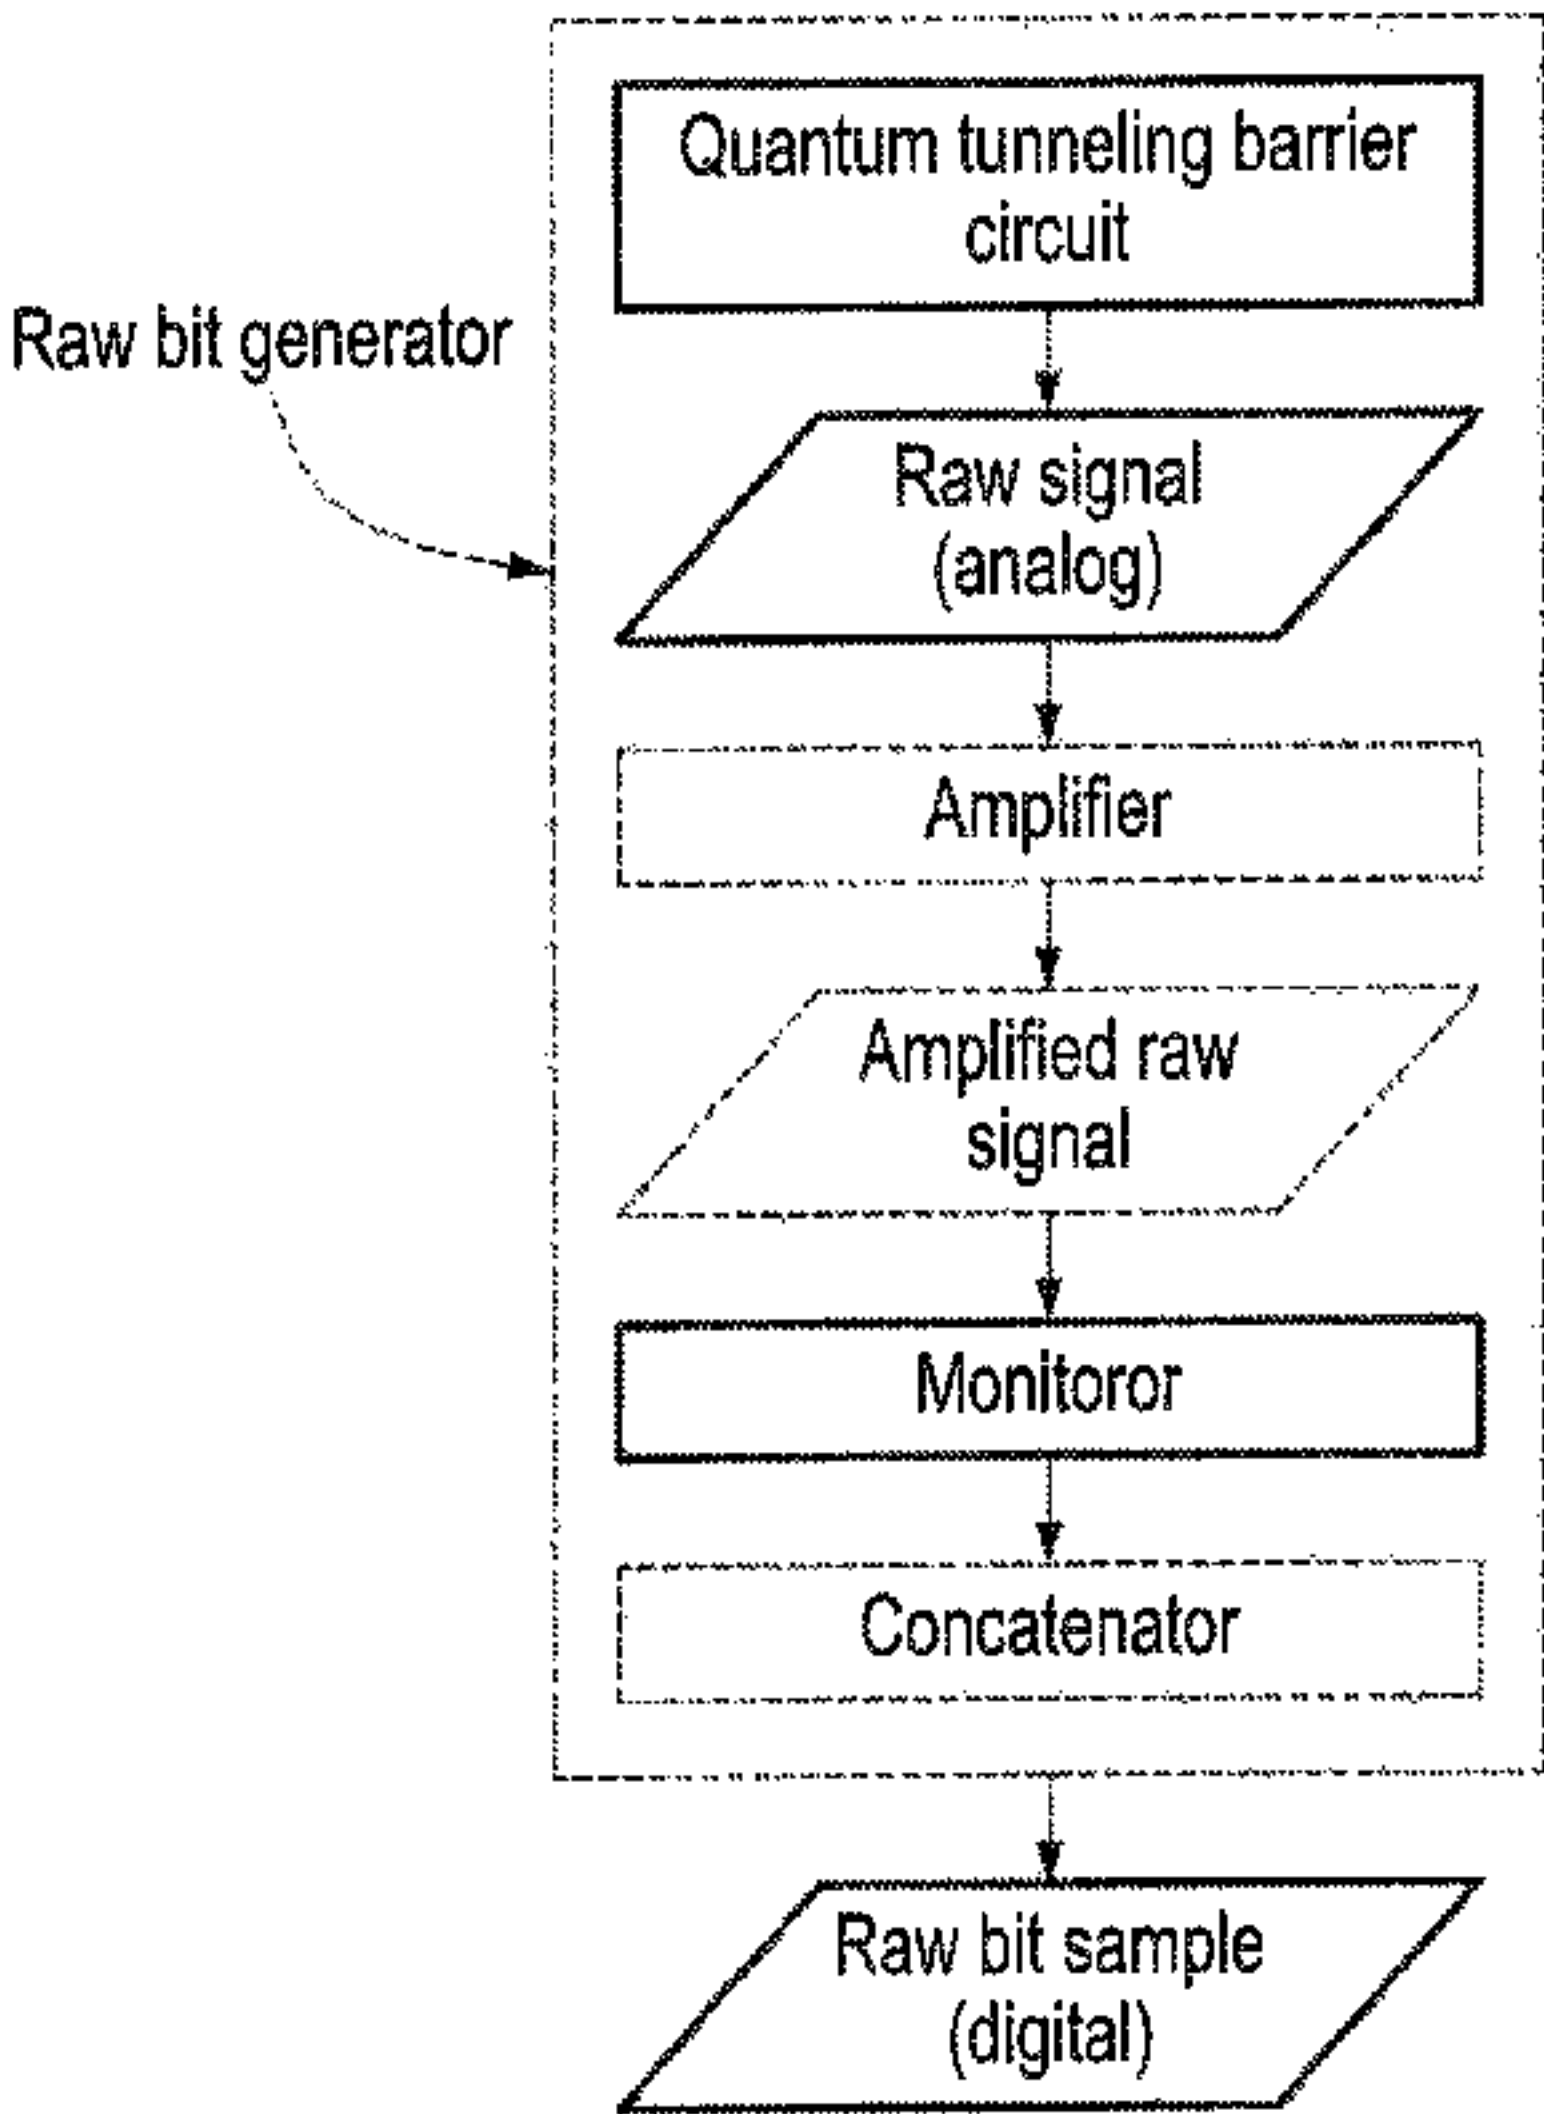 Quantum tunneling barrier
circuit
Raw bit generator
Raw signal
(analog)
Amplifier
Amplified raw
signal
Monitoror
Concatenator
Raw bit sample
(digital)